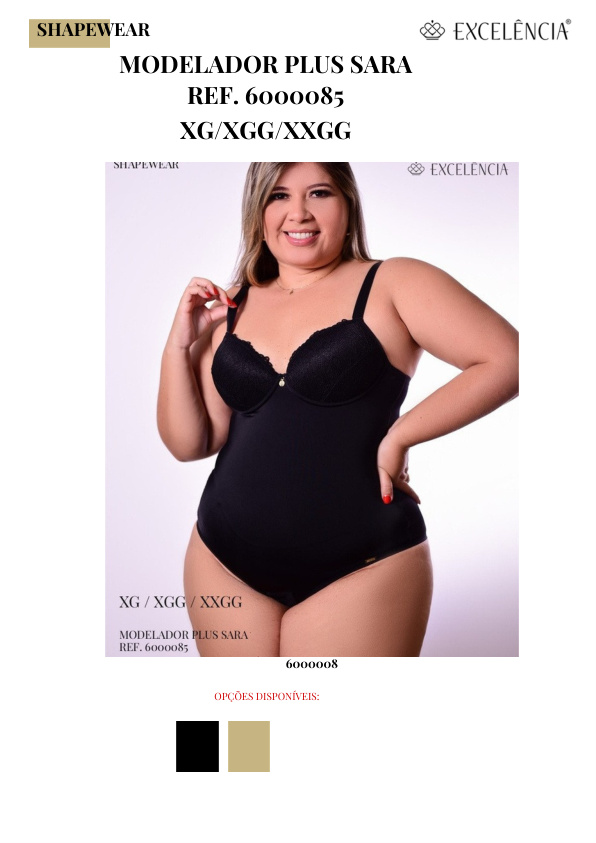 SHAPEWEAR
EXCELÊNCIA®
MODELADOR PLUS SARA
REF. 6000085
XG/XGG/XXGG
SHAPEWEAR
EXCELÊNCIA
XG / XGG / XXGG
MODELADOR PLUS SARA
REF. 6000085
6000008
OPÇÕES DISPONÍVEIS: